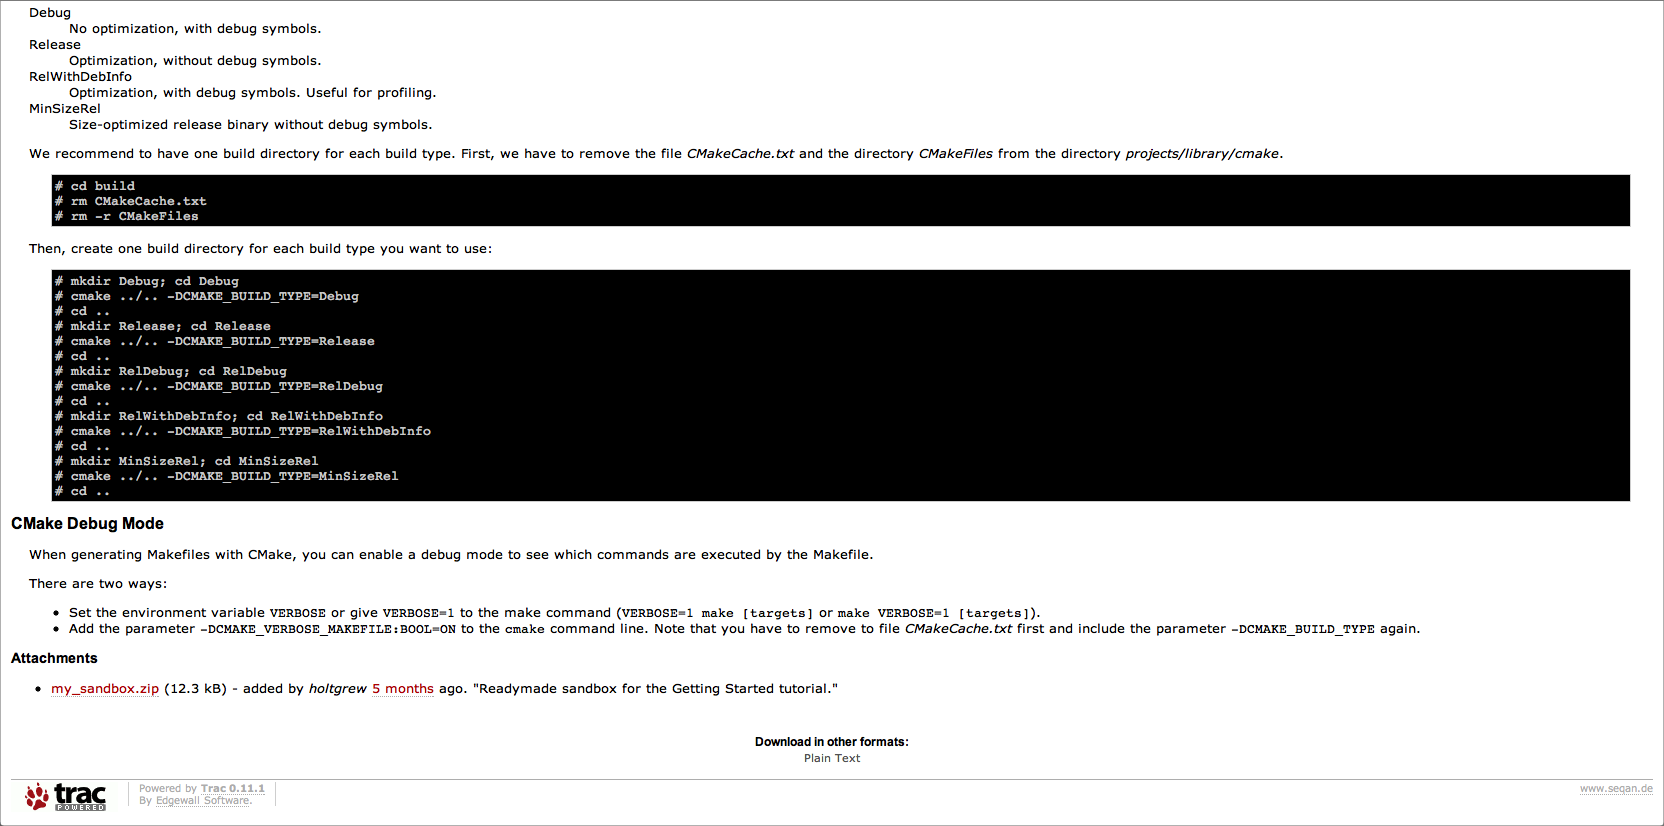 Debug
No optimization, with debug symbols.
Release
Optimization, without debug symbols.
RelWithDebInfo
Optimization, with debug symbols. Useful for profiling.
MinSizeRel
Size-optimized release binary without debug symbols.
We recommend to have one build directory for each build type. First, we have to remove the file CMakeCache.txt and the directory CMakeFiles from the directory projects/library/cmake.
# cd build
# rm CMakeCache.txt
# rm -r CMakeFiles
Then, create one build directory for each build type you want to use:
# mkdir Debug; cd Debug
# cmake ../.. -DCMAKE_BUILD_TYPE=Debug
# cd ..
# mkdir Release; cd Release
# cmake ../.. -DCMAKE_BUILD_TYPE=Release
# cd ..
# mkdir RelDebug; cd RelDebug
# cmake ../.. -DCMAKE_BUILD_TYPE=RelDebug
# cd ..
# mkdir RelWithDebInfo; cd RelWithDebInfo
# cmake ../.. -DCMAKE_BUILD_TYPE=RelWithDebInfo
# cd ..
# mkdir MinSizeRel; cd MinSizeRel
# cmake ../.. -DCMAKE_BUILD_TYPE=MinSizeRel
# cd ..
CMake Debug Mode
When generating Makefiles with CMake, you can enable a debug mode to see which commands are executed by the Makefile.
There are two ways:
• Set the environment variable VERBOSE or give VERBOSE=1 to the make command (VERBOSE=1 make [targets] or make VERBOSE=1 [targets]).
• Add the parameter -DCMAKE_VERBOSE_MAKEFILE:BOOL=ON to the cmake command line. Note that you have to remove to file CMakeCache.txt first and include the parameter -DCMAKE_BUILD_TYPE again.
Attachments
• my_sandbox.zip (12.3 kB) - added by holtgrew 5 months ago. "Readymade sandbox for the Getting Started tutorial."
Download in other formats:
Plain Text
trac
POWERED
Powered by Trac 0.11.1
By Edgewall Software.
www.seqan.de